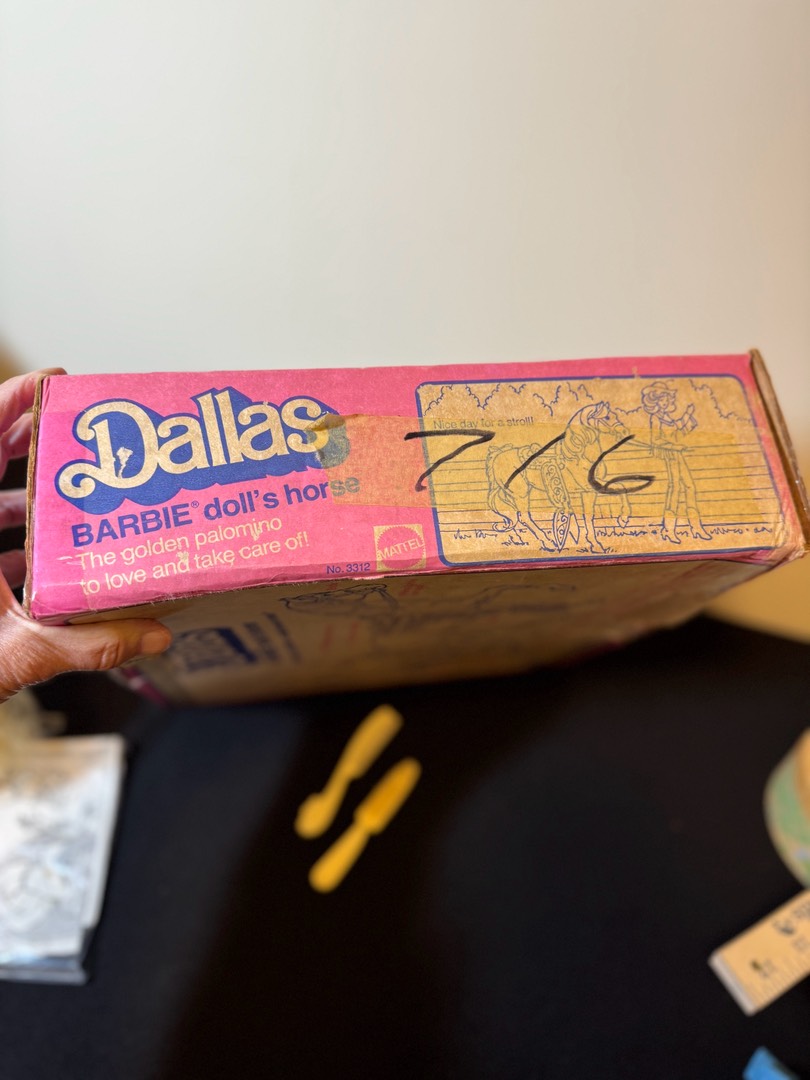 Dallas
BARBIE® doll's horse
The golden palomino
to love and take care of!
No. 3312
MATTEL
Nice day for a stroll!
716